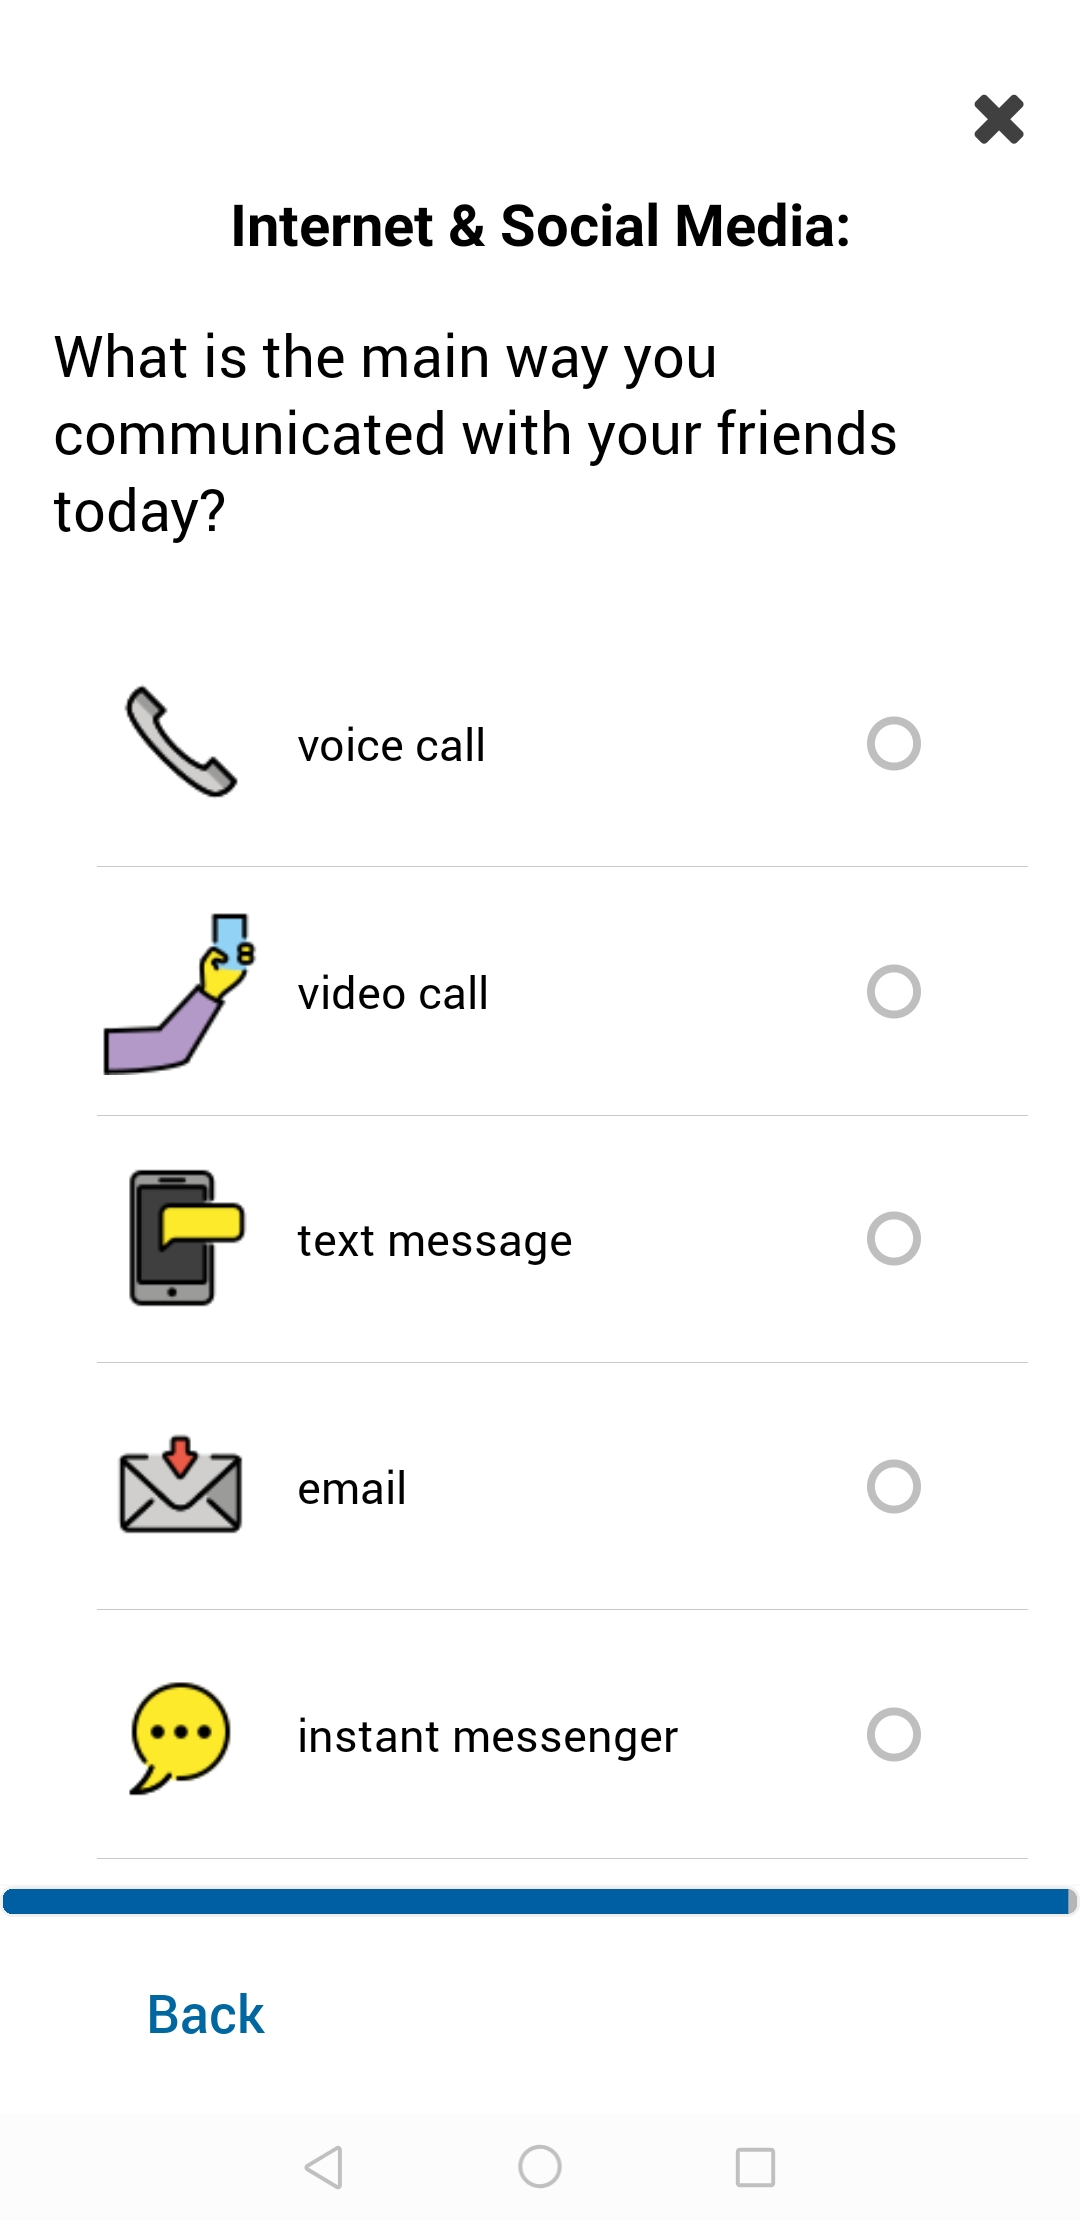 Internet & Social Media:
What is the main way you
communicated with your friends
today?
voice call
video call
text message
email
instant messenger
Back